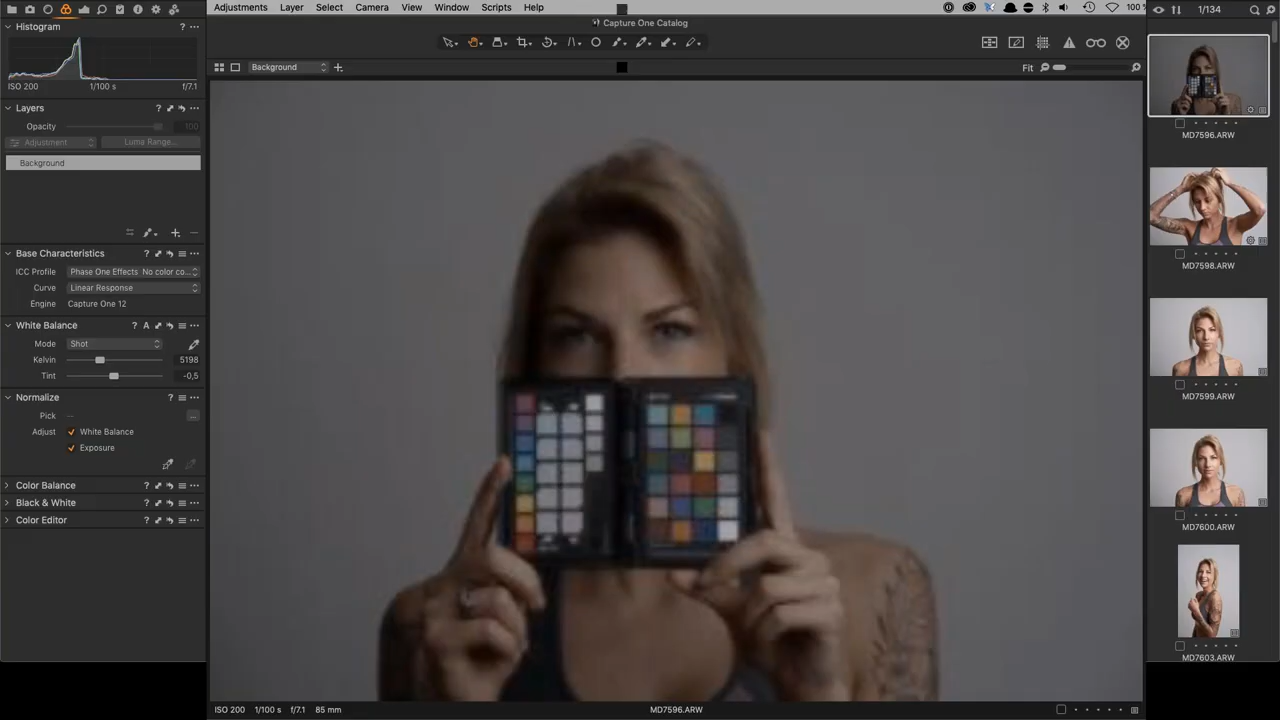 Adjustments Layer Select Camera View Window Scripts Help
100
1/134
Capture One Catalog
Histogram
ISO 200 1/100 s f/7.1
Background
Fit
Layers
Opacity 100
Adjustment Luma Range...
Background
Base Characteristics
ICC Profile Phase One Effects No color co...
Curve Linear Response
Engine Capture One 12
White Balance
Mode Shot
Kelvin 5198
Tint -0,5
Normalize
Pick
Adjust White Balance
Exposure
Color Balance
Black & White
Color Editor
MD7596.ARW
MD7598.ARW
MD7599.ARW
MD7600.ARW
MD7603.ARW
ISO 200 1/100 s f/7.1 85 mm
MD7596.ARW